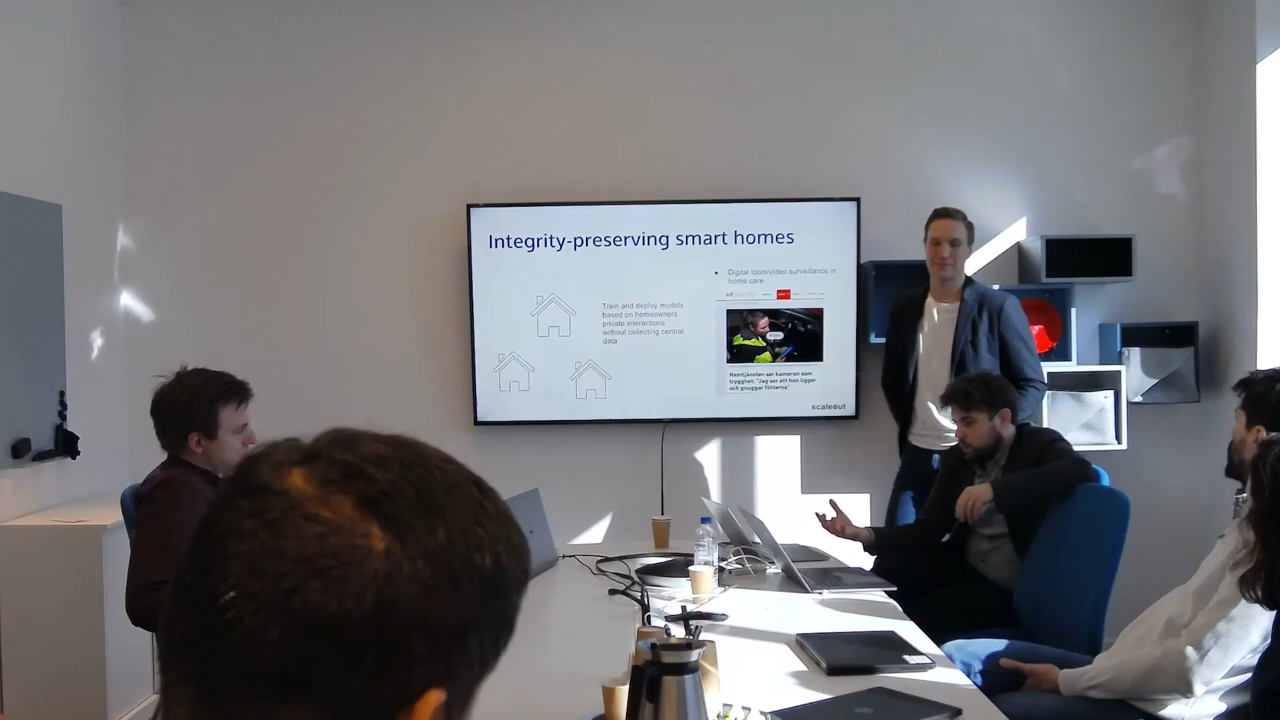 Integrity-preserving smart homes
Digital tools/video surveillance in
home care
Train and deploy models
based on homeowners'
private interactions
without collecting central
data
Hemtjänsten ser kameran som
trygghet: "Jag ser att hon ligger
och gnuggar fötterna"
scaleout